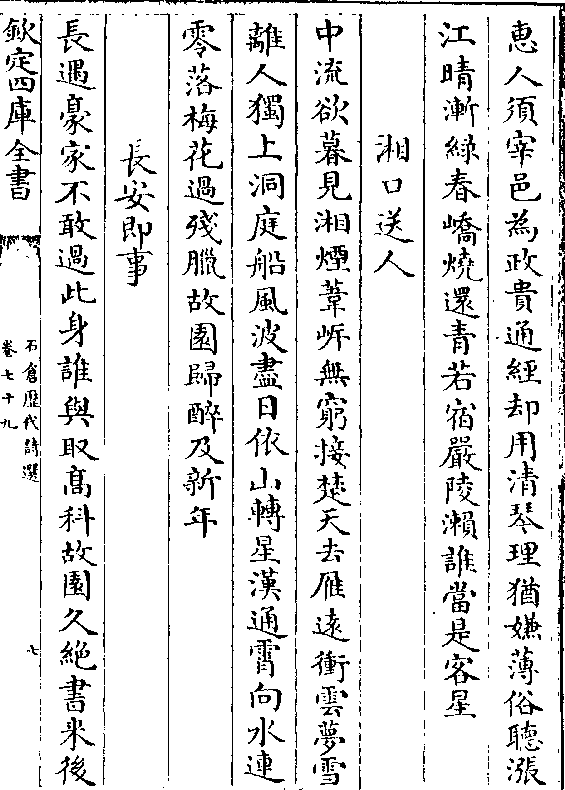 惠人須宰邑為政貴通經却用清琴理猶嫌薄俗聽漲
江晴漸綠春嶠燒還青若宿嚴陵瀨誰當是客星
湘口送人
中流欲暮見湘煙葦岍無窮接楚天去雁逺衝雲夢雪
離人獨上洞庭船風波盡日依山轉星漢通霄向水連
零落梅花過殘臘故園歸醉及新年
長安即事
長遇豪家不敢過此身誰與取髙科故園久絶書來後
欽定四庫全書
石倉歴代詩選
卷七十九
七